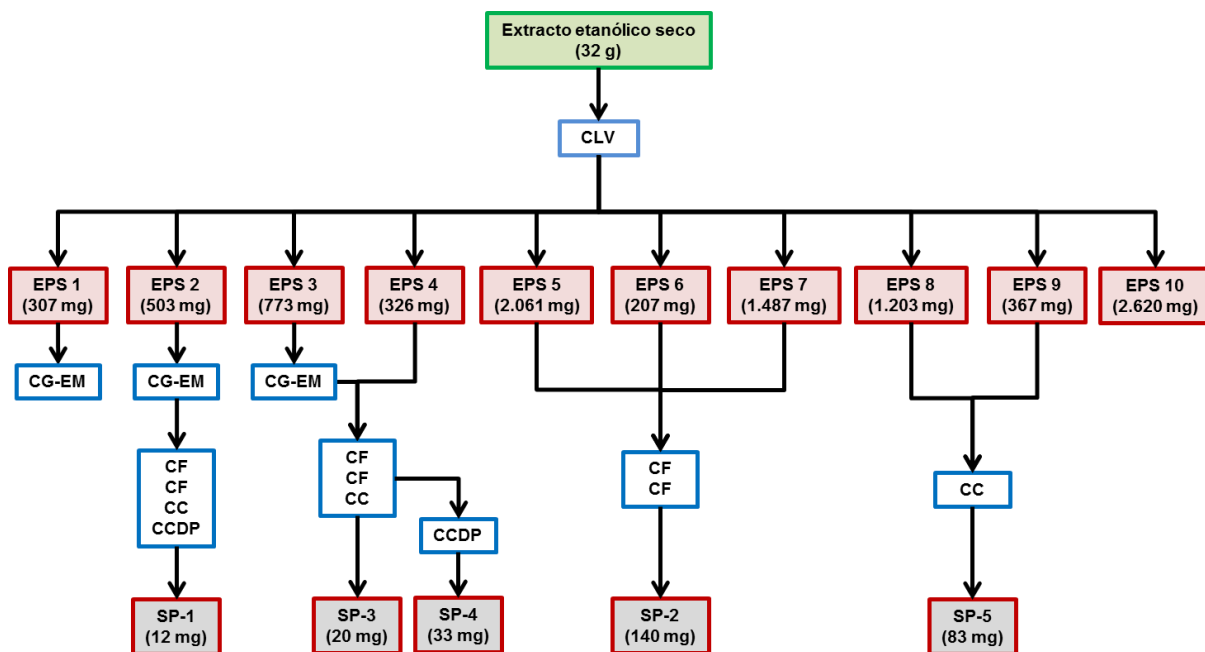 Extracto etanólico seco
(32 g)
CLV
EPS 1
(307 mg)
EPS 2
(503 mg)
EPS 3
(773 mg)
EPS 4
(326 mg)
EPS 5
(2.061 mg)
EPS 6
(207 mg)
EPS 7
(1.487 mg)
EPS 8
(1.203 mg)
EPS 9
(367 mg)
EPS 10
(2.620 mg)
CG-EM
CG-EM
CG-EM
CF
CF
CC
CCDP
CF
CF
CC
CCDP
CF
CF
CC
SP-1
(12 mg)
SP-3
(20 mg)
SP-4
(33 mg)
SP-2
(140 mg)
SP-5
(83 mg)